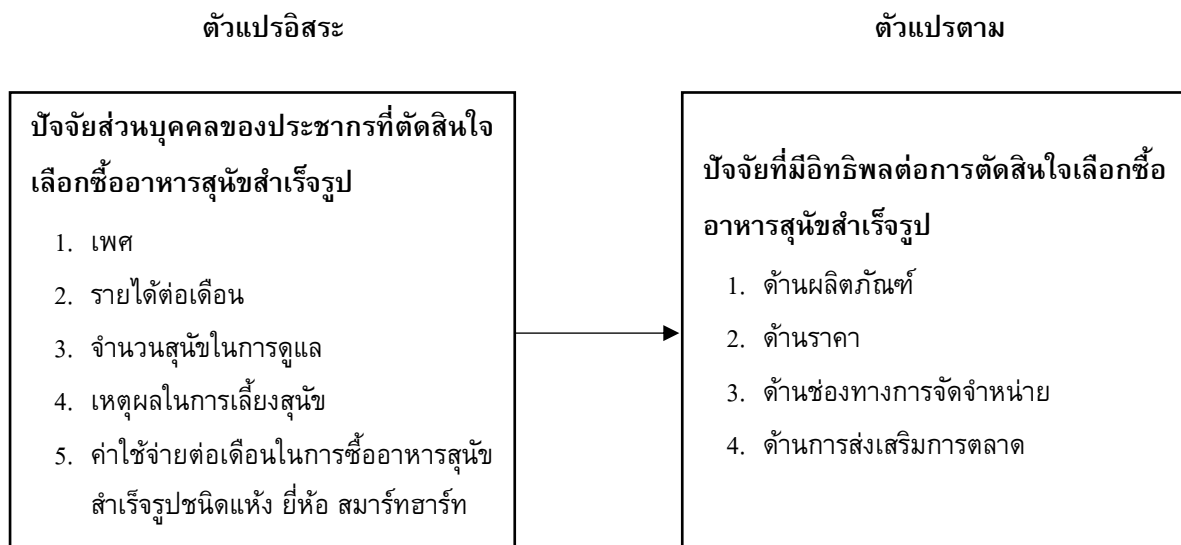 ตัวแปรอิสระ
ตัวแปรตาม
ปัจจัยส่วนบุคคลของประชากรที่ตัดสินใจ
เลือกซื้ออาหารสุนัขสำเร็จรูป
1. เพศ
2. รายได้ต่อเดือน
3. จำนวนสุนัขในการดูแล
4. เหตุผลในการเลี้ยงสุนัข
5. ค่าใช้จ่ายต่อเดือนในการซื้ออาหารสุนัข
สำเร็จรูปชนิดแห้ง ยี่ห้อ สมาร์ทฮาร์ท
ปัจจัยที่มีอิทธิพลต่อการตัดสินใจเลือกซื้อ
อาหารสุนัขสำเร็จรูป
1. ด้านผลิตภัณฑ์
2. ด้านราคา
3. ด้านช่องทางการจัดจำหน่าย
4. ด้านการส่งเสริมการตลาด